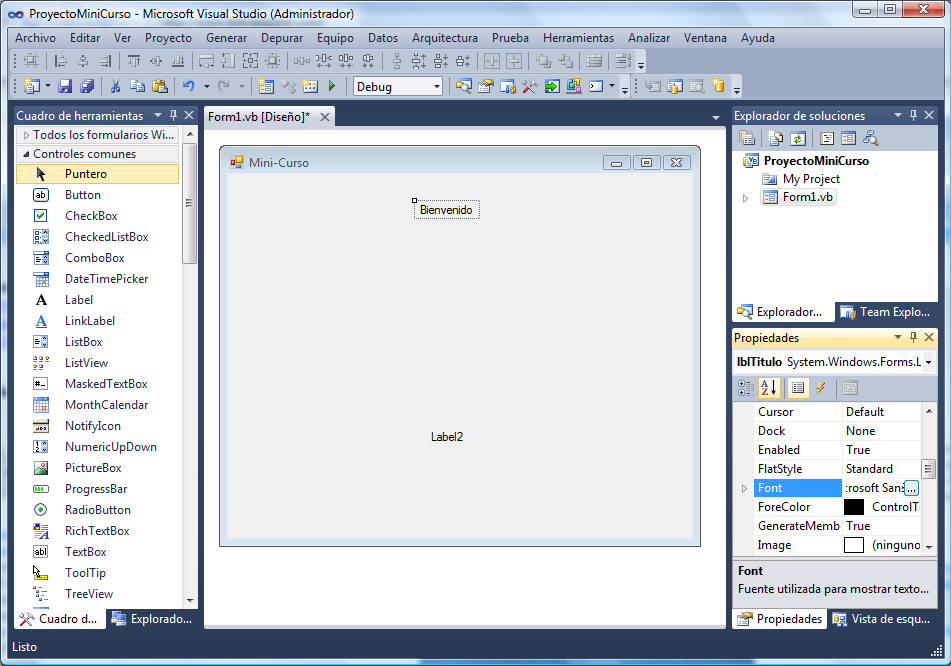 ProyectoMiniCurso - Microsoft Visual Studio (Administrador)
Archivo Editar Ver Proyecto Generar Depurar Equipo Datos Arquitectura Prueba Herramientas Analizar Ventana Ayuda
Debug
Cuadro de herramientas
Todos los formularios Wi...
Controles comunes
Puntero
Button
CheckBox
CheckedListBox
ComboBox
DateTimePicker
Label
LinkLabel
ListBox
ListView
MaskedTextBox
MonthCalendar
NotifyIcon
NumericUpDown
PictureBox
ProgressBar
RadioButton
RichTextBox
TextBox
ToolTip
TreeView
Cuadro d... Explorado...
Form1.vb [Diseño]*
Mini-Curso
Bienvenido
Label2
Explorador de soluciones
ProyectoMiniCurso
My Project
Form1.vb
Explorador... Team Explo...
Propiedades
lblTitulo System.Windows.Forms.L
Cursor Default
Dock None
Enabled True
FlatStyle Standard
Font :rosoft Sans ...
ForeColor ControlT
GenerateMemb True
Image (ninguno
Font
Fuente utilizada para mostrar texto...
Propiedades Vista de esqu...
Listo